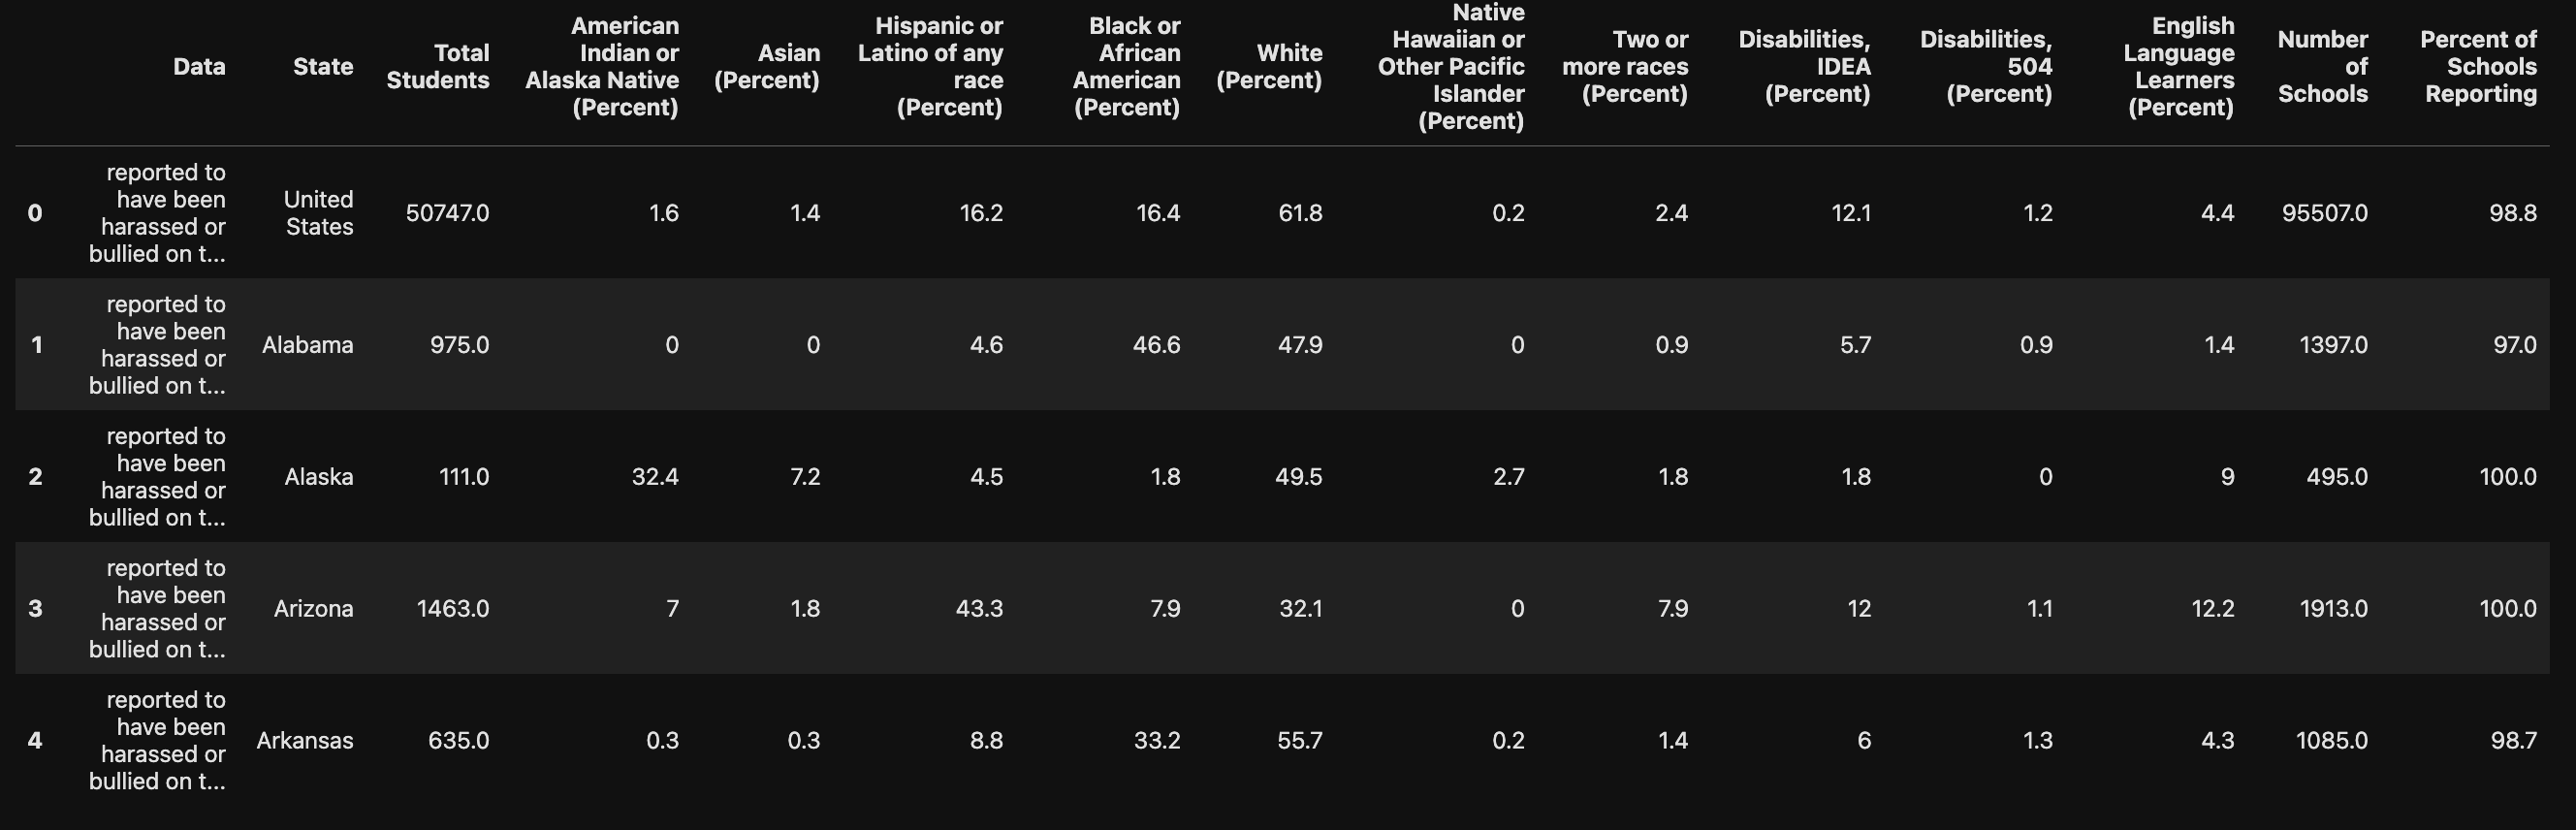 Data State Total Students American Indian or Alaska Native (Percent) Asian (Percent) Hispanic or Latino of any race (Percent) Black or African American (Percent) White (Percent) Native Hawaiian or Other Pacific Islander (Percent) Two or more races (Percent) Disabilities, IDEA (Percent) Disabilities, 504 (Percent) English Language Learners (Percent) Number of Schools Percent of Schools Reporting
0 reported to have been harassed or bullied on t... United States 50747.0 1.6 1.4 16.2 16.4 61.8 0.2 2.4 12.1 1.2 4.4 95507.0 98.8
1 reported to have been harassed or bullied on t... Alabama 975.0 0 0 4.6 46.6 47.9 0 0.9 5.7 0.9 1.4 1397.0 97.0
2 reported to have been harassed or bullied on t... Alaska 111.0 32.4 7.2 4.5 1.8 49.5 2.7 1.8 1.8 0 9 495.0 100.0
3 reported to have been harassed or bullied on t... Arizona 1463.0 7 1.8 43.3 7.9 32.1 0 7.9 12 1.1 12.2 1913.0 100.0
4 reported to have been harassed or bullied on t... Arkansas 635.0 0.3 0.3 8.8 33.2 55.7 0.2 1.4 6 1.3 4.3 1085.0 98.7